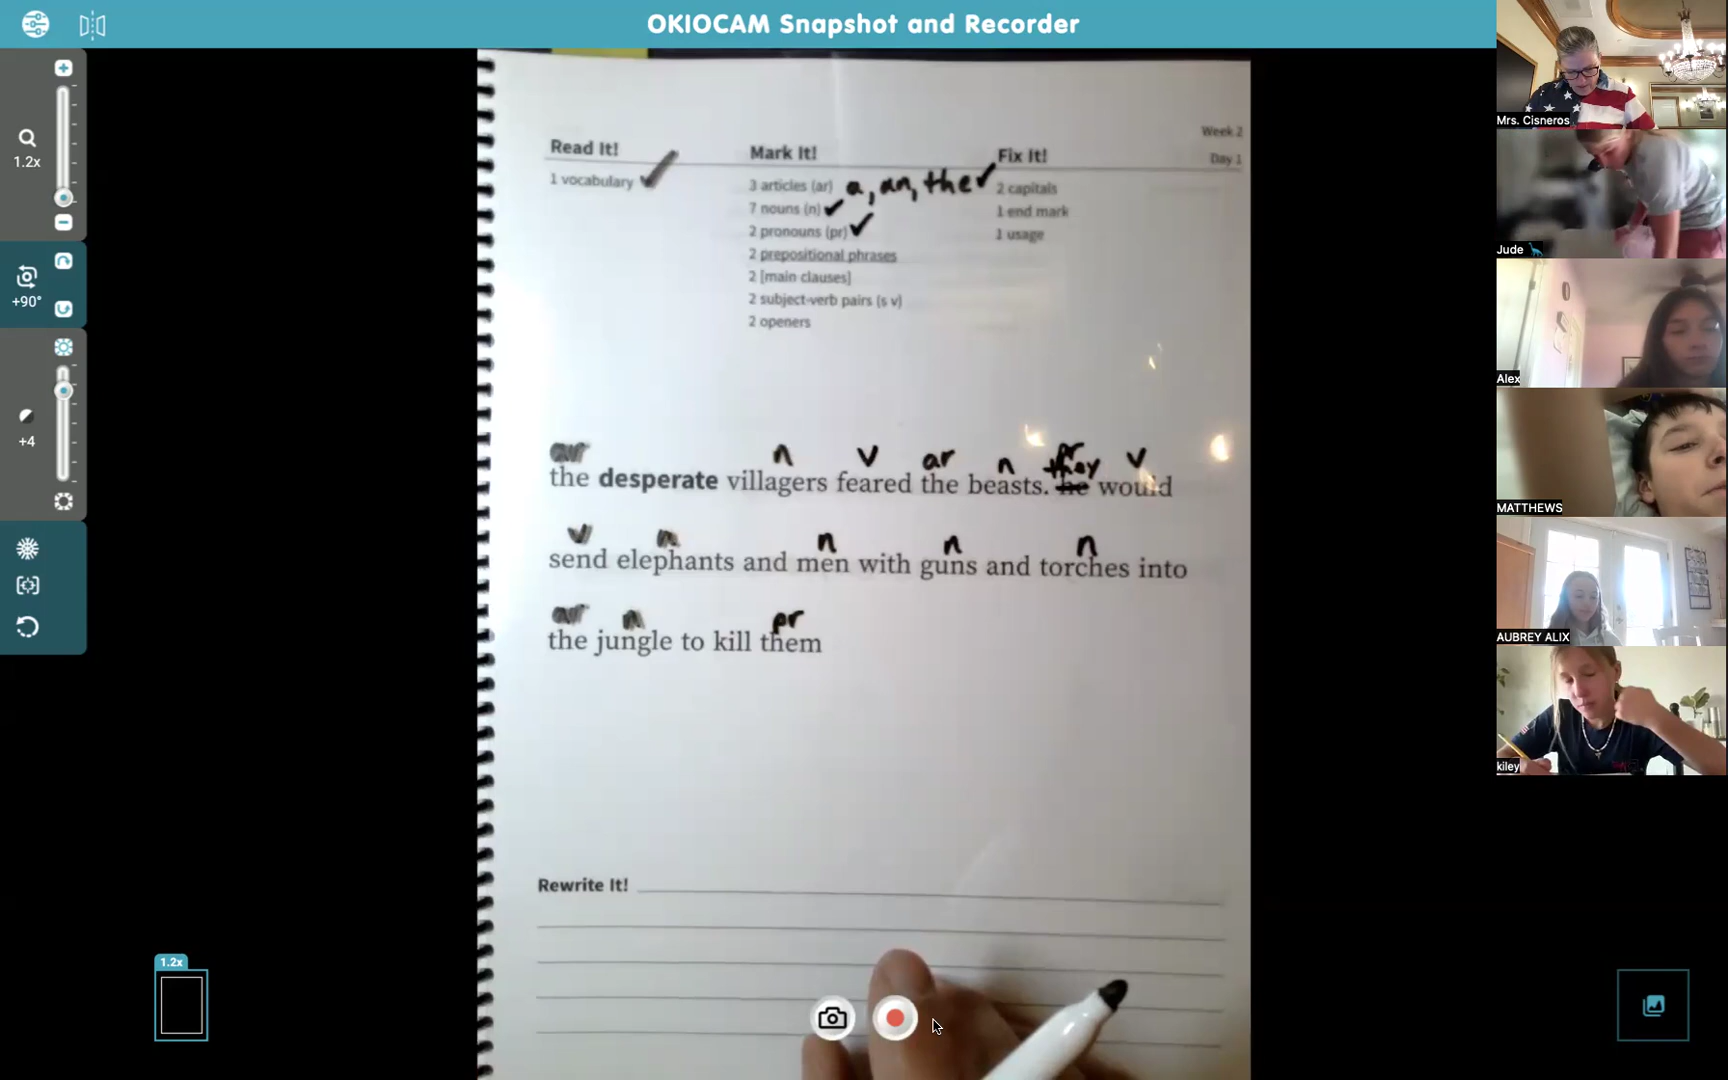 OKIOCAM Snapshot and Recorder
1.2x
+90°
+4
1.2x
Week 2
Day 1
Read It!
1 vocabulary ✓
Mark It!
3 articles (ar) a, an, the ✓
7 nouns (n) ✓
2 pronouns (pr) ✓
2 prepositional phrases
2 [main clauses]
2 subject-verb pairs (s v)
2 openers
Fix It!
2 capitals
1 end mark
1 usage
ar n v ar n pr they v
the desperate villagers feared the beasts. he would
v n n n n
send elephants and men with guns and torches into
ar n pr
the jungle to kill them
Rewrite It!
Mrs. Cisneros
Jude
Alex
MATTHEWS
AUBREY ALIX
kiley